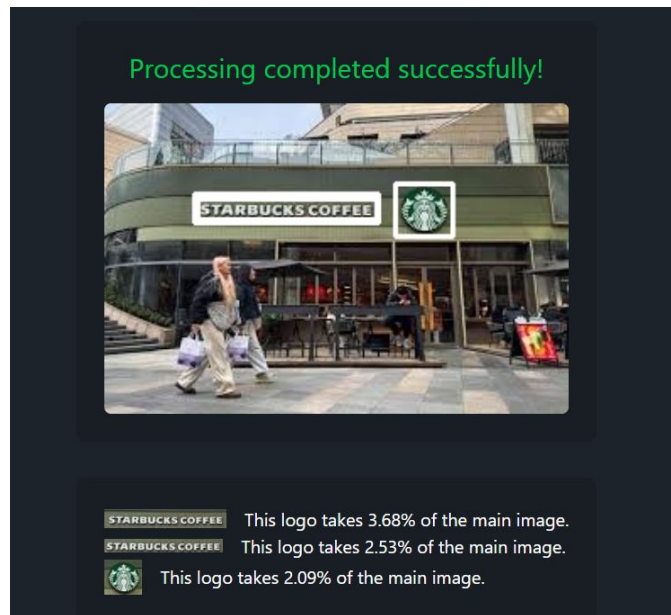 Processing completed successfully!
STARBUCKS COFFEE
STARBUCKS COFFEE This logo takes 3.68% of the main image.
STARBUCKS COFFEE This logo takes 2.53% of the main image.
This logo takes 2.09% of the main image.